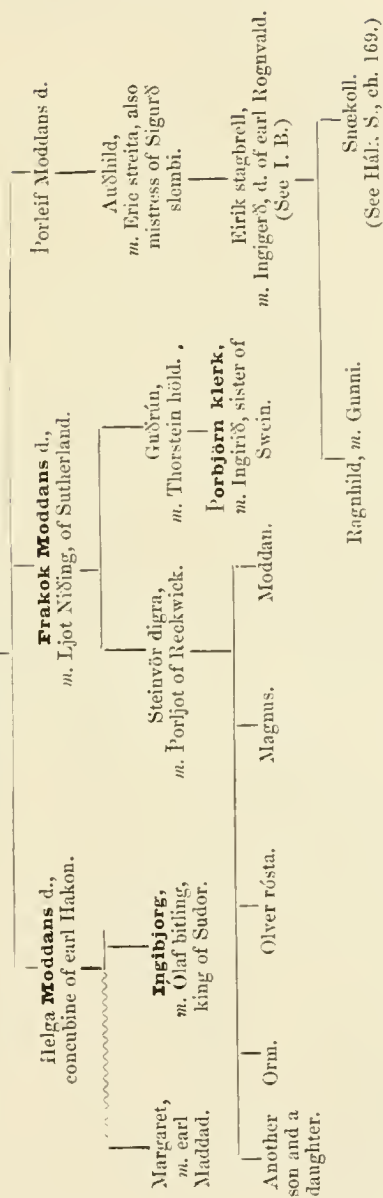 Helga Moddans d.,
concubine of earl Hakon.
Frakok Moddans d.,
m. Ljot Níðing, of Sutherland.
Þorleif Moddans d.
Margaret,
m. earl
Maddad.
Ingibjorg,
m. Ólaf bitling,
king of Sudor.
Steinvör digra,
m. Þorljot of Reckwick.
Guðrún,
m. Thorstein höld.
Auðhild,
m. Eric streita, also
mistress of Sigurð
slembi.
Þorbjörn klerk,
m. Ingirið, sister of
Swein.
Eirik stagbrell,
m. Ingigerð, d. of earl Rognvald.
(See I. B.)
Another
son and a
daughter.
Orm.
Olver rósta.
Magnus.
Moddan.
Ragnhild, m. Gunni.
Snækoll.
(See Hák. S., ch. 169.)